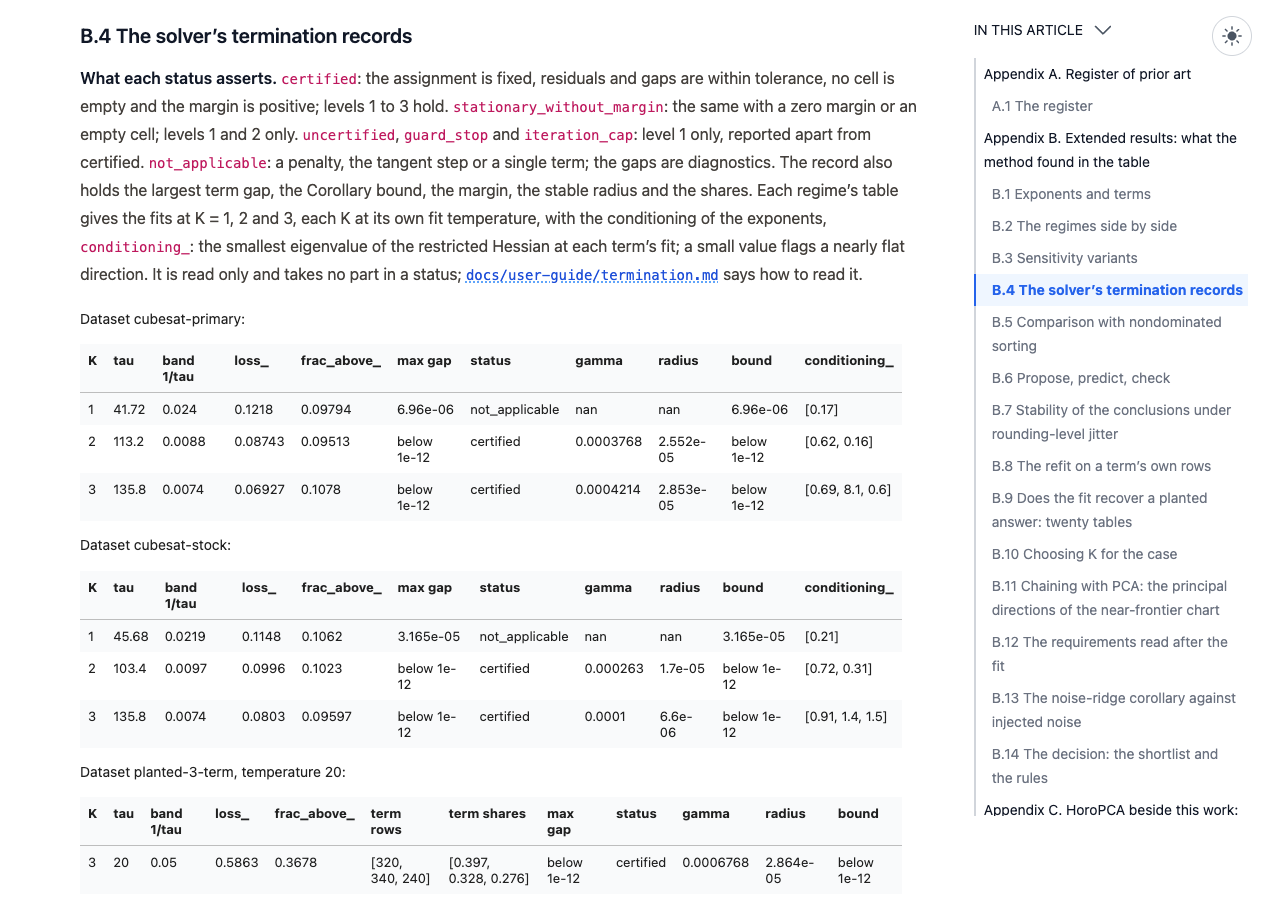 B.4 The solver’s termination records
What each status asserts. certified: the assignment is fixed, residuals and gaps are within tolerance, no cell is
empty and the margin is positive; levels 1 to 3 hold. stationary_without_margin: the same with a zero margin or an
empty cell; levels 1 and 2 only. uncertified, guard_stop and iteration_cap: level 1 only, reported apart from
certified. not_applicable: a penalty, the tangent step or a single term; the gaps are diagnostics. The record also
holds the largest term gap, the Corollary bound, the margin, the stable radius and the shares. Each regime’s table
gives the fits at K = 1, 2 and 3, each K at its own fit temperature, with the conditioning of the exponents,
conditioning_: the smallest eigenvalue of the restricted Hessian at each term’s fit; a small value flags a nearly flat
direction. It is read only and takes no part in a status; docs/user-guide/termination.md says how to read it.
Dataset cubesat-primary:
K tau band 1/tau loss_ frac_above_ max gap status gamma radius bound conditioning_
1 41.72 0.024 0.1218 0.09794 6.96e-06 not_applicable nan nan 6.96e-06 [0.17]
2 113.2 0.0088 0.08743 0.09513 below 1e-12 certified 0.0003768 2.552e-05 below 1e-12 [0.62, 0.16]
3 135.8 0.0074 0.06927 0.1078 below 1e-12 certified 0.0004214 2.853e-05 below 1e-12 [0.69, 8.1, 0.6]
Dataset cubesat-stock:
K tau band 1/tau loss_ frac_above_ max gap status gamma radius bound conditioning_
1 45.68 0.0219 0.1148 0.1062 3.165e-05 not_applicable nan nan 3.165e-05 [0.21]
2 103.4 0.0097 0.0996 0.1023 below 1e-12 certified 0.000263 1.7e-05 below 1e-12 [0.72, 0.31]
3 135.8 0.0074 0.0803 0.09597 below 1e-12 certified 0.0001 6.6e-06 below 1e-12 [0.91, 1.4, 1.5]
Dataset planted-3-term, temperature 20:
K tau band 1/tau loss_ frac_above_ term rows term shares max gap status gamma radius bound
3 20 0.05 0.5863 0.3678 [320, 340, 240] [0.397, 0.328, 0.276] below 1e-12 certified 0.0006768 2.864e-05 below 1e-12
IN THIS ARTICLE
Appendix A. Register of prior art
A.1 The register
Appendix B. Extended results: what the
method found in the table
B.1 Exponents and terms
B.2 The regimes side by side
B.3 Sensitivity variants
B.4 The solver’s termination records
B.5 Comparison with nondominated
sorting
B.6 Propose, predict, check
B.7 Stability of the conclusions under
rounding-level jitter
B.8 The refit on a term’s own rows
B.9 Does the fit recover a planted
answer: twenty tables
B.10 Choosing K for the case
B.11 Chaining with PCA: the principal
directions of the near-frontier chart
B.12 The requirements read after the
fit
B.13 The noise-ridge corollary against
injected noise
B.14 The decision: the shortlist and
the rules
Appendix C. HoroPCA beside this work: